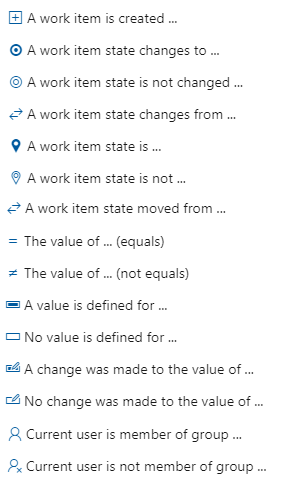 A work item is created ...
A work item state changes to ...
A work item state is not changed ...
A work item state changes from ...
A work item state is ...
A work item state is not ...
A work item state moved from ...
The value of ... (equals)
The value of ... (not equals)
A value is defined for ...
No value is defined for ...
A change was made to the value of ...
No change was made to the value of ...
Current user is member of group ...
Current user is not member of group ...